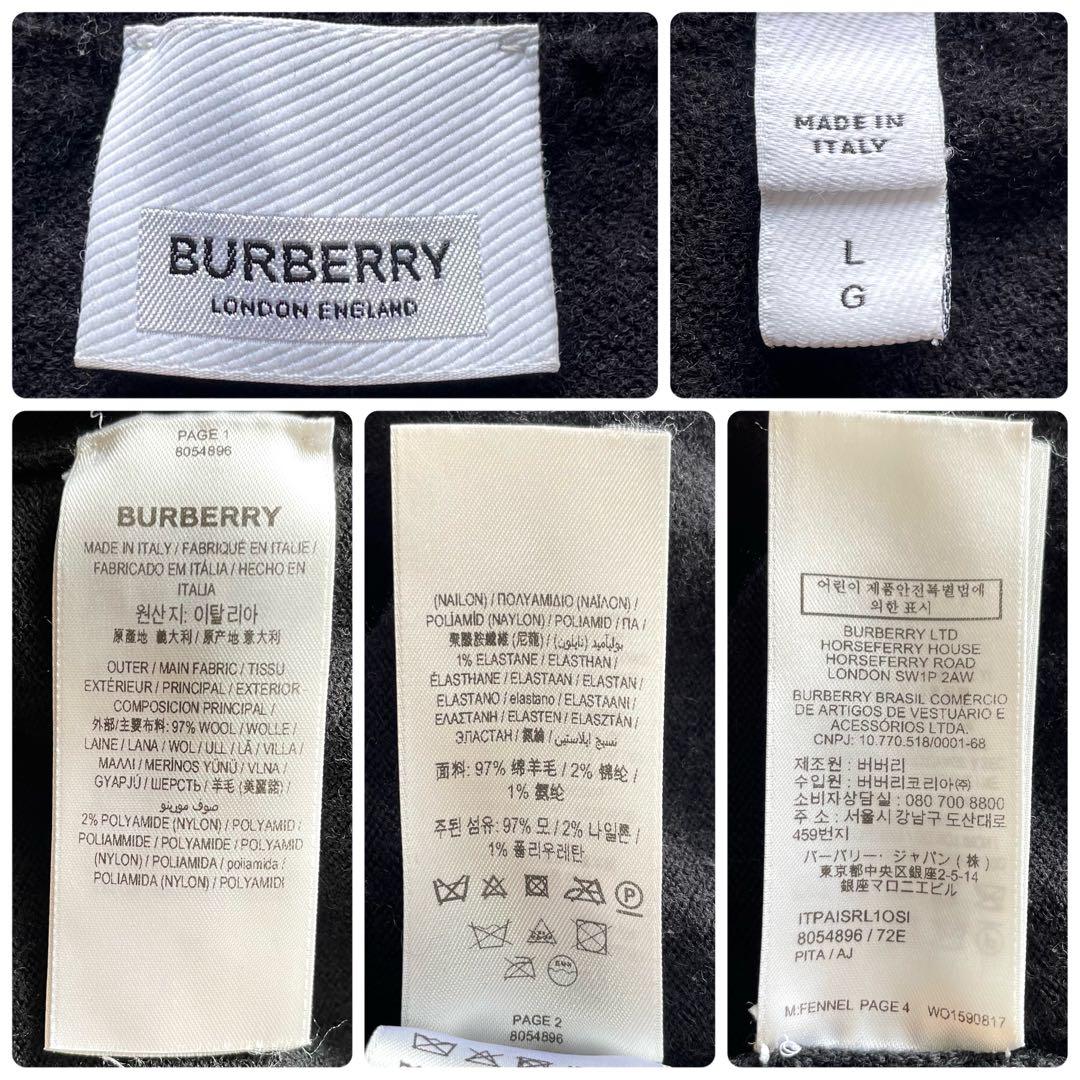 BURBERRY
LONDON ENGLAND
MADE IN
ITALY
L
G
PAGE 1
8054896
BURBERRY
MADE IN ITALY / FABRIQUÉ EN ITALIE /
FABRICADO EM ITÁLIA / HECHO EN
ITALIA
원산지: 이탈리아
原産地 義大利 / 原产地 意大利
OUTER / MAIN FABRIC / TISSU
EXTÉRIEUR / PRINCIPAL / EXTERIOR -
COMPOSICION PRINCIPAL /
外部/主要布料: 97% WOOL / WOLLE /
LAINE / LANA / WOL / ULL / LÃ / VILLA /
ΜΑΛΛΙ / MERİNOS YÜNÜ / VLNA /
GYAPJÚ / ШЕРСТЬ / 羊毛 (美麗諾) /
صوف مورينو
2% POLYAMIDE (NYLON) / POLYAMID /
POLIAMMIDE / POLYAMIDE / POLYAMID
(NYLON) / POLIAMIDA / poliamida /
POLIAMIDA (NYLON) / POLYAMIDI
(NAILON) / ΠΟΛΥΑΜΙΔΙΟ (ΝΑΪΛΟΝ) /
POLİAMİD (NAYLON) / POLIAMID / ПА /
聚醯胺纖維 (尼龍) / بولياميد (نايلون)
1% ELASTANE / ELASTHAN /
ÉLASTHANE / ELASTAAN / ELASTAN /
ELASTANO / elastano / ELASTAANI /
ΕΛΑΣΤΑΝΗ / ELASTEN / ELASZTÁN /
ЭЛАСТАН / 氨綸 / نسيج إيلاستين
面料: 97% 绵羊毛 / 2% 锦纶 /
1% 氨纶
주된 섬유: 97% 모 / 2% 나일론 /
1% 폴리우레탄
P
PAGE 2
8054896
어린이 제품안전특별법에
의한 표시
BURBERRY LTD
HORSEFERRY HOUSE
HORSEFERRY ROAD
LONDON SW1P 2AW
BURBERRY BRASIL COMÉRCIO
DE ARTIGOS DE VESTUARIO E
ACESSÓRIOS LTDA.
CNPJ: 10.770.518/0001-68
제조원 : 버버리
수입원 : 버버리코리아㈜
소비자상담실 : 080 700 8800
주 소 : 서울시 강남구 도산대로
459번지
バーバリー・ジャパン (株)
東京都中央区銀座2-5-14
銀座マロニエビル
ITPAISRL1OSI
8054896 / 72E
PITA / AJ
M:FENNEL PAGE 4 WO1590817